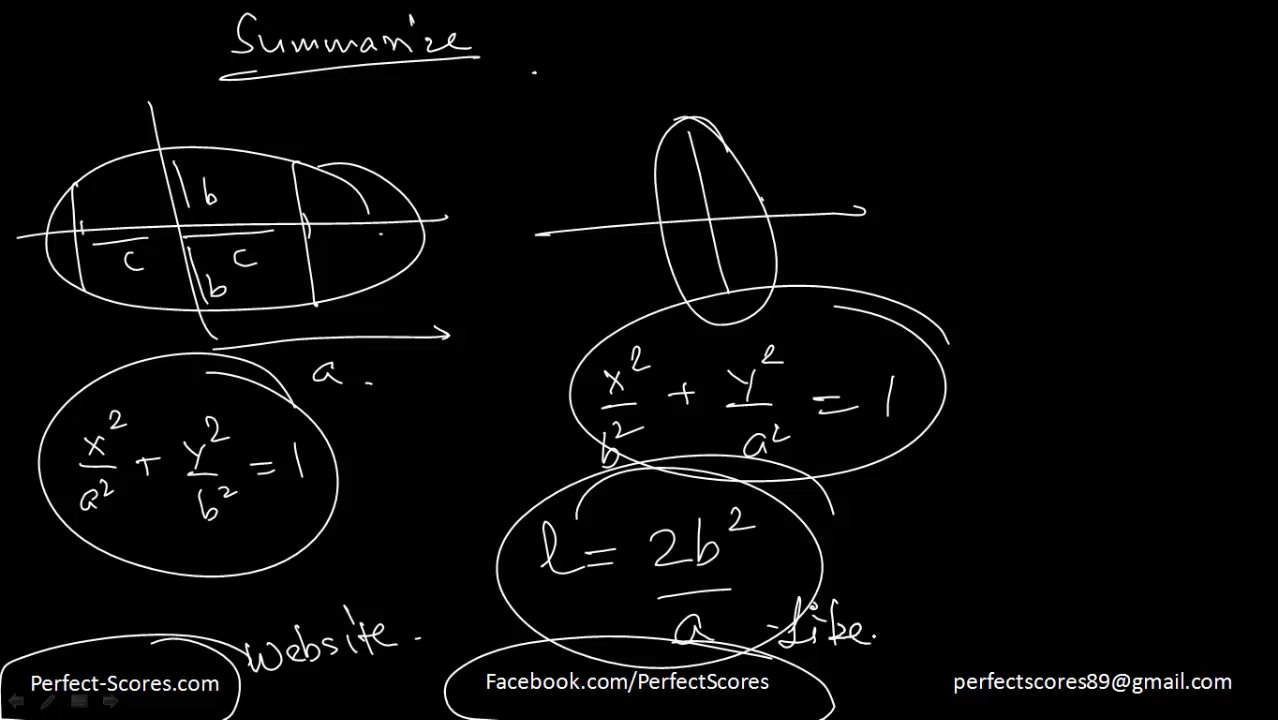 Summarize
b
c c
b
a
x²/a² + y²/b² = 1
x²/b² + y²/a² = 1
l = 2b²/a
Website
Like.
Perfect-Scores.com
Facebook.com/PerfectScores
perfectscores89@gmail.com